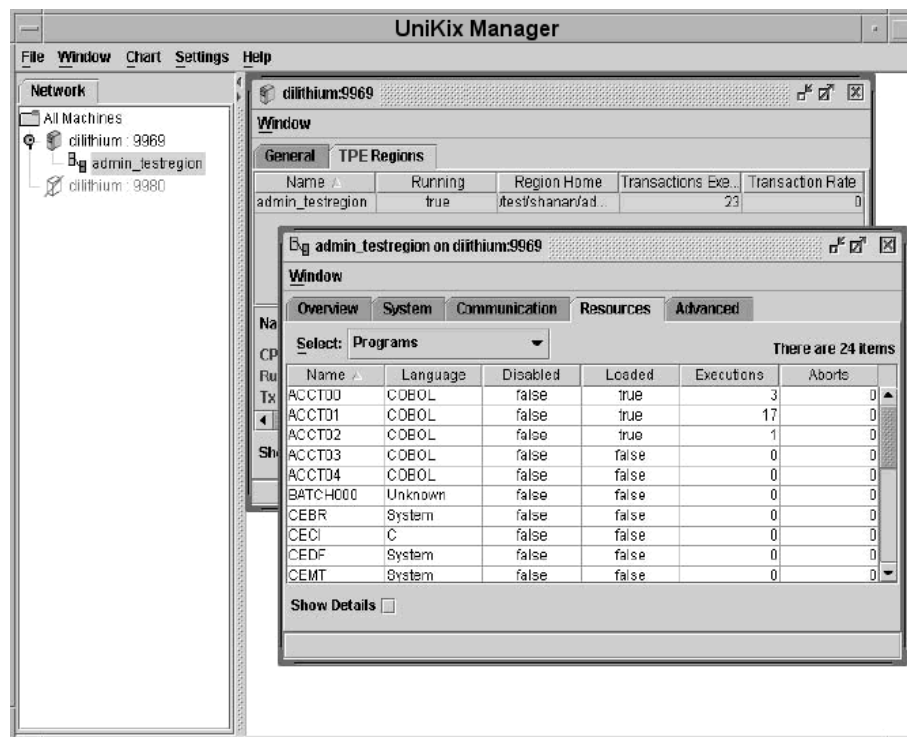 UniKix Manager
File Window Chart Settings Help
Network
All Machines
dilithium : 9969
admin_testregion
dilithium : 9980
dilithium:9969
Window
General TPE Regions
Name Running Region Home Transactions Exe... Transaction Rate
admin_testregion true /test/shanan/ad... 23 0
admin_testregion on dilithium:9969
Window
Overview System Communication Resources Advanced
Na
CP
Ru
Tx
Sh
Select: Programs
There are 24 items
Name Language Disabled Loaded Executions Aborts
ACCT00 COBOL false true 3 0
ACCT01 COBOL false true 17 0
ACCT02 COBOL false true 1 0
ACCT03 COBOL false false 0 0
ACCT04 COBOL false false 0 0
BATCH000 Unknown false false 0 0
CEBR System false false 0 0
CECI C false false 0 0
CEDF System false false 0 0
CEMT System false false 0 0
Show Details